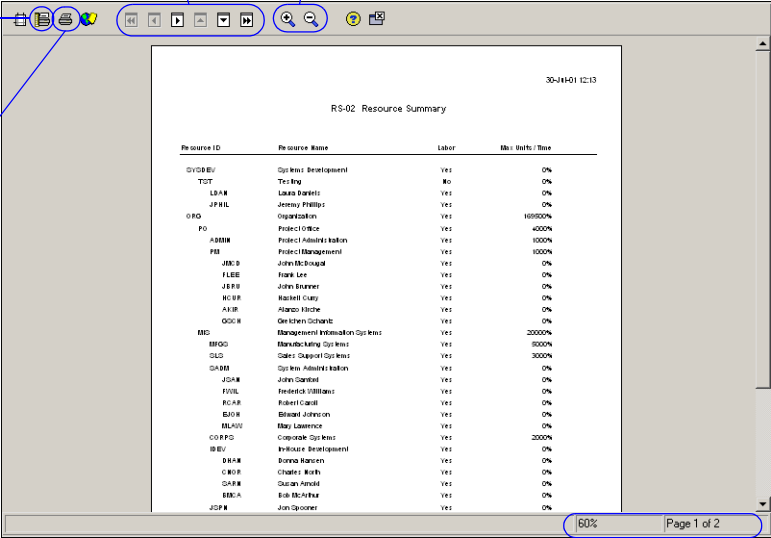 30-Jul-01 12:13
RS-02 Resource Summary
Resource ID Resource Name Labor Max Units / Time
SYSDEV Systems Development Yes 0%
TST Testing No 0%
LDAN Laura Daniels Yes 0%
JPHIL Jeremy Phillips Yes 0%
ORG Organization Yes 169500%
PO Project Office Yes 4000%
ADMIN Project Administration Yes 1000%
PM Project Management Yes 1000%
JMCD John McDougal Yes 0%
FLEE Frank Lee Yes 0%
JBRU John Brunner Yes 0%
HCUR Haskell Curry Yes 0%
AKIR Alanzo Kirche Yes 0%
GSCH Gretchen Schantz Yes 0%
MIS Management Information Systems Yes 20000%
MFGS Manufacturing Systems Yes 5000%
SLS Sales Support Systems Yes 3000%
SADM System Administration Yes 0%
JSAN John Sanford Yes 0%
FWIL Frederick Williams Yes 0%
RCAR Robert Caroll Yes 0%
EJOH Edward Johnson Yes 0%
MLAW Mary Lawrence Yes 0%
CORPS Corporate Systems Yes 2000%
IDEV In-House Development Yes 0%
DHAN Donna Hansen Yes 0%
CNOR Charles North Yes 0%
SARN Susan Arnold Yes 0%
BMCA Bob McArthur Yes 0%
JSPN Jon Spooner Yes 0%
60% Page 1 of 2